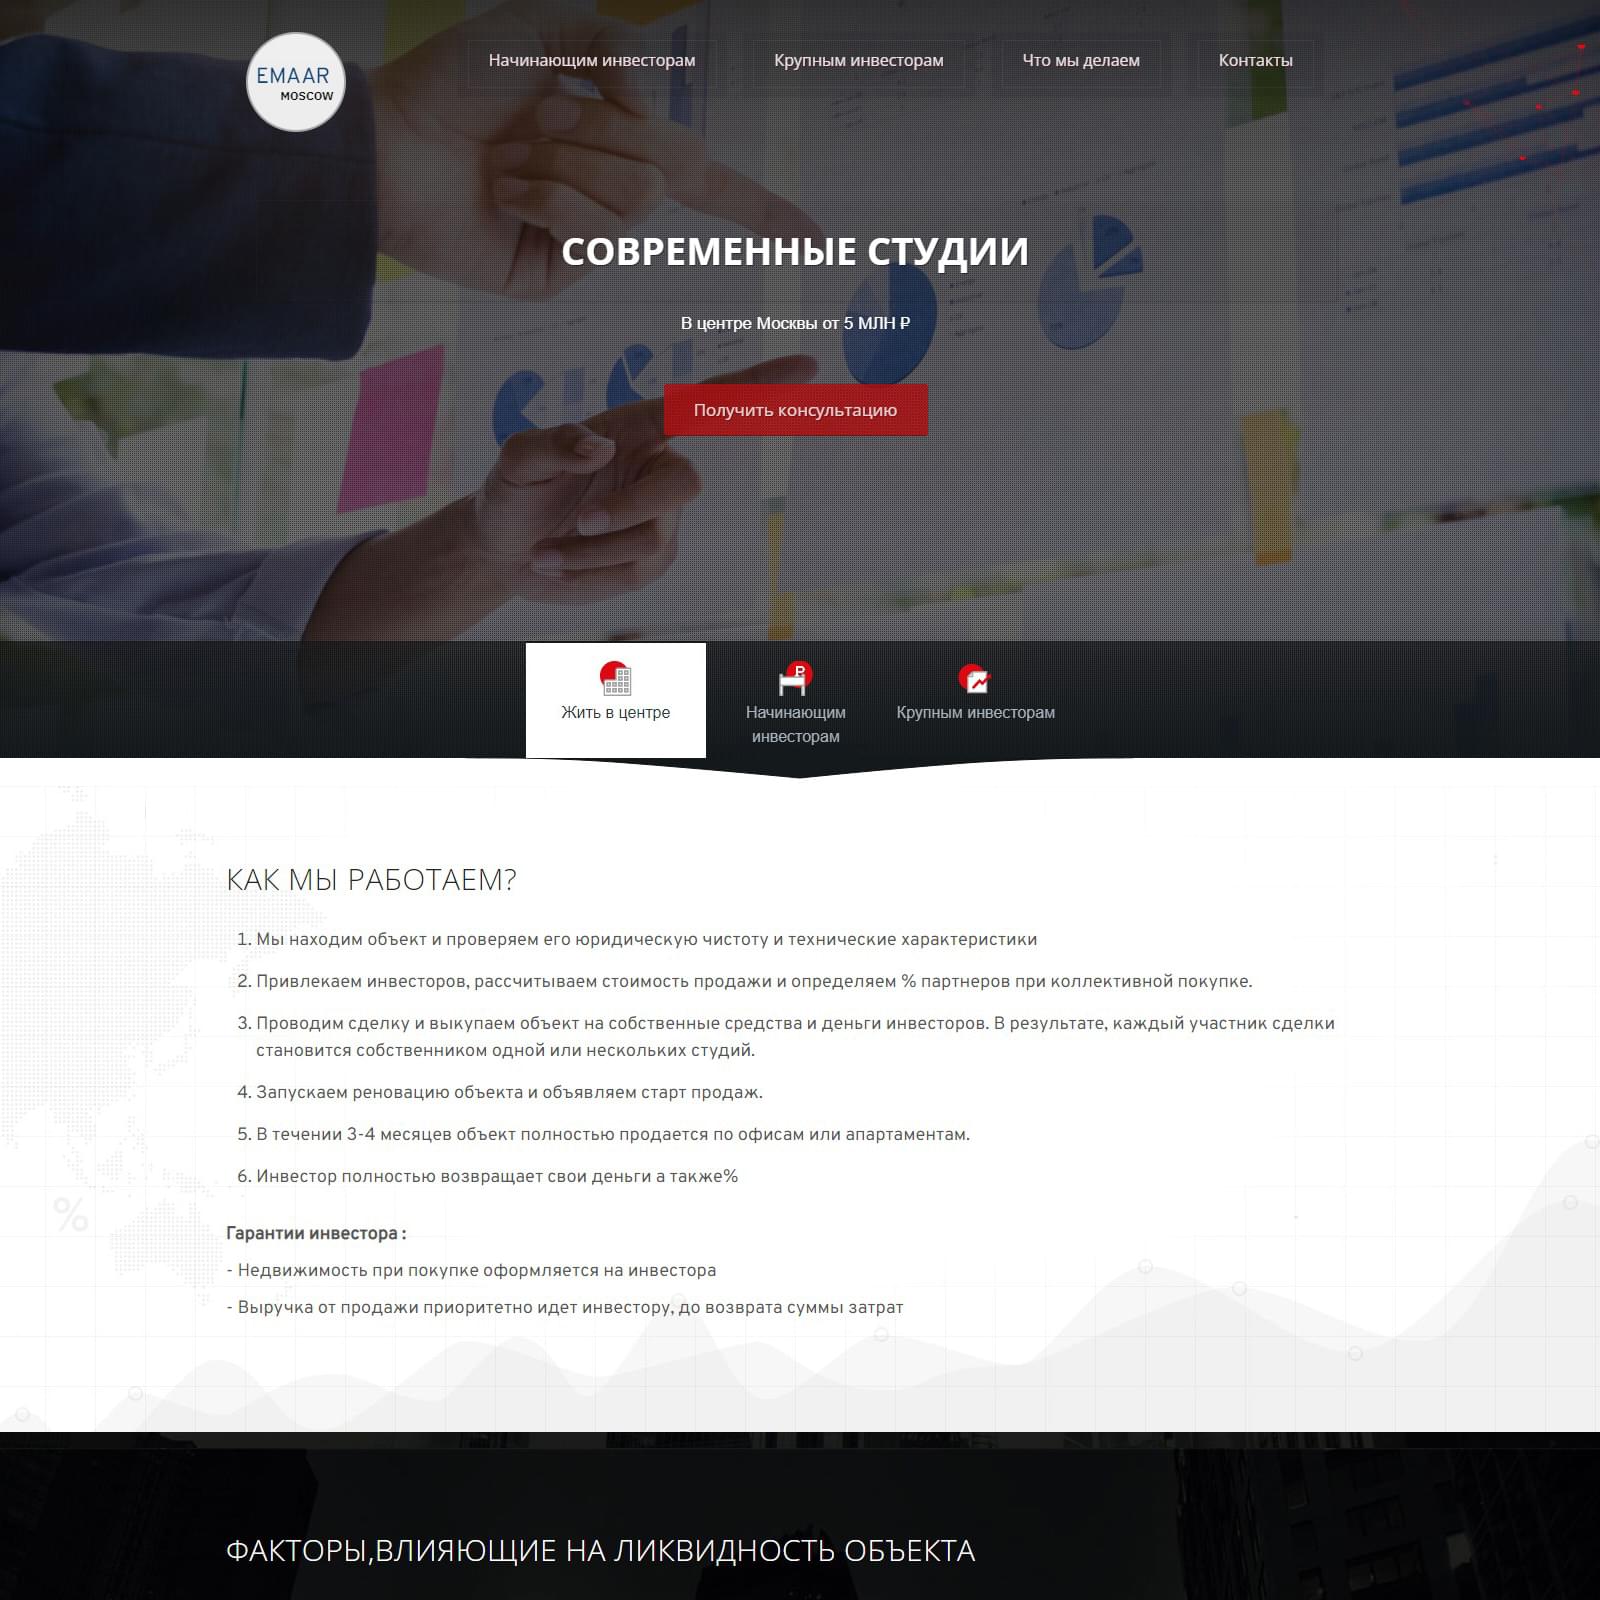 EMAAR
MOSCOW
Начинающим инвесторам
Крупным инвесторам
Что мы делаем
Контакты
СОВРЕМЕННЫЕ СТУДИИ
В центре Москвы от 5 МЛН ₽
Получить консультацию
Жить в центре
Начинающим
инвесторам
Крупным инвесторам
КАК МЫ РАБОТАЕМ?
1. Мы находим объект и проверяем его юридическую чистоту и технические характеристики
2. Привлекаем инвесторов, рассчитываем стоимость продажи и определяем % партнеров при коллективной покупке.
3. Проводим сделку и выкупаем объект на собственные средства и деньги инвесторов. В результате, каждый участник сделки
становится собственником одной или нескольких студий.
4. Запускаем реновацию объекта и объявляем старт продаж.
5. В течении 3-4 месяцев объект полностью продается по офисам или апартаментам.
6. Инвестор полностью возвращает свои деньги а также%
%
Гарантии инвестора :
- Недвижимость при покупке оформляется на инвестора
- Выручка от продажи приоритетно идет инвестору, до возврата суммы затрат
ФАКТОРЫ,ВЛИЯЮЩИЕ НА ЛИКВИДНОСТЬ ОБЪЕКТА